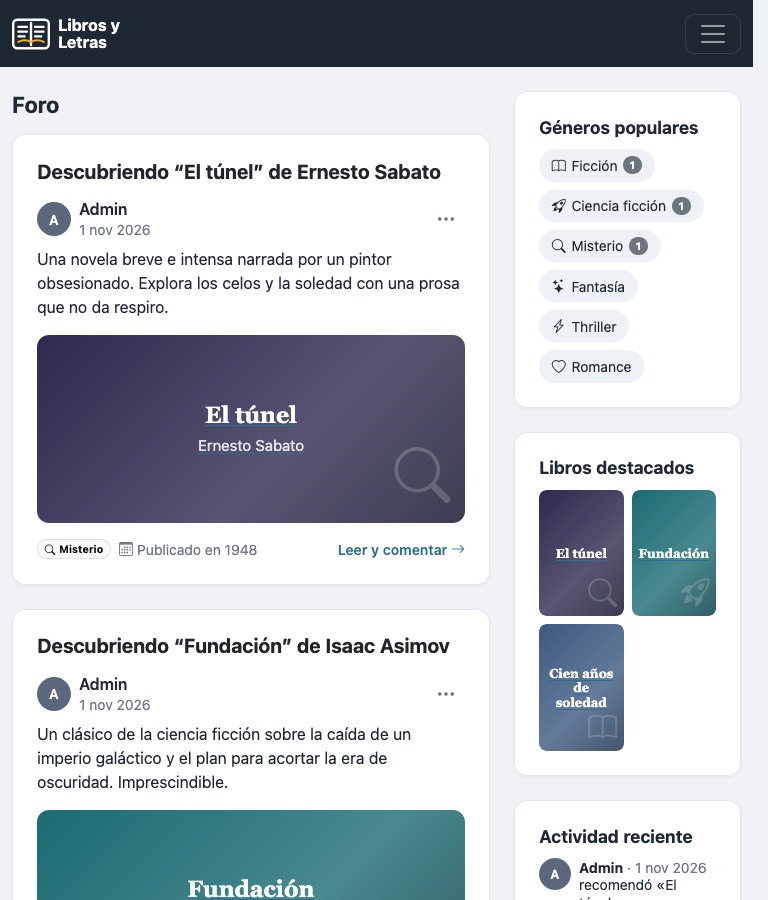 Libros y
Letras
Foro
Descubriendo “El túnel” de Ernesto Sabato
A
Admin
1 nov 2026
Una novela breve e intensa narrada por un pintor
obsesionado. Explora los celos y la soledad con una prosa
que no da respiro.
El túnel
Ernesto Sabato
Misterio
Publicado en 1948
Leer y comentar
Descubriendo “Fundación” de Isaac Asimov
A
Admin
1 nov 2026
Un clásico de la ciencia ficción sobre la caída de un
imperio galáctico y el plan para acortar la era de
oscuridad. Imprescindible.
Fundación
Géneros populares
Ficción 1
Ciencia ficción 1
Misterio 1
Fantasía
Thriller
Romance
Libros destacados
El túnel
Fundación
Cien años
de
soledad
Actividad reciente
A
Admin · 1 nov 2026
recomendó «El